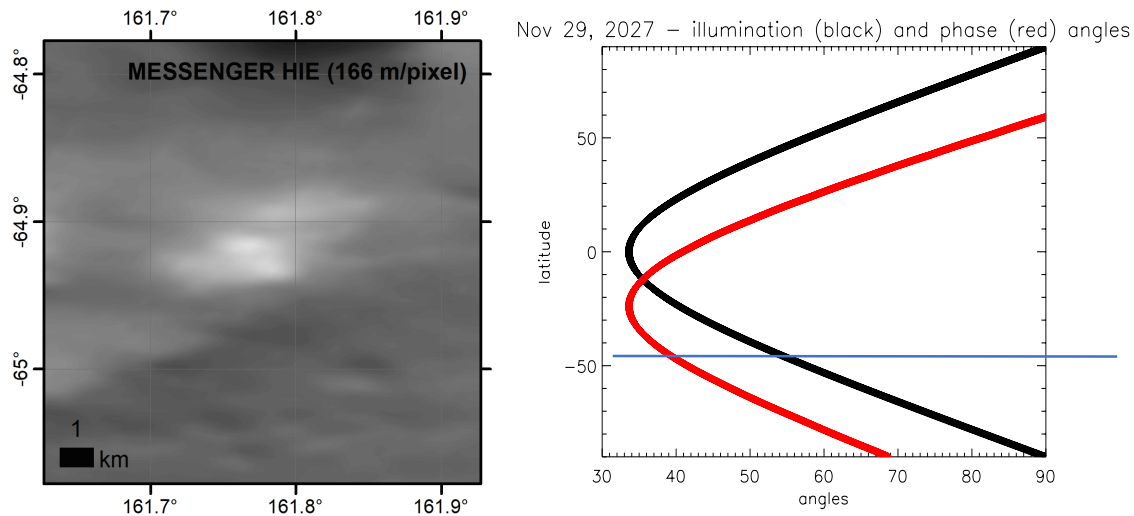 161.7° 161.8° 161.9°
MESSENGER HIE (166 m/pixel)
-64.8°
-64.9°
-65°
1
km
161.7° 161.8° 161.9°
Nov 29, 2027 – illumination (black) and phase (red) angles
latitude
50
0
−50
30 40 50 60 70 80 90
angles